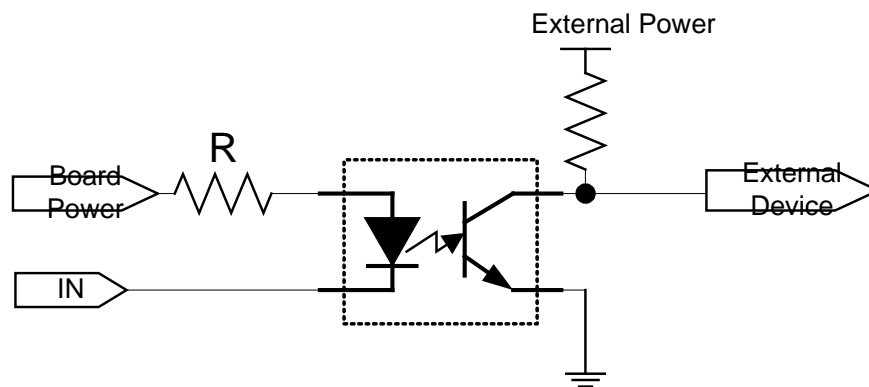 External Power
R
Board
Power
External
Device
IN